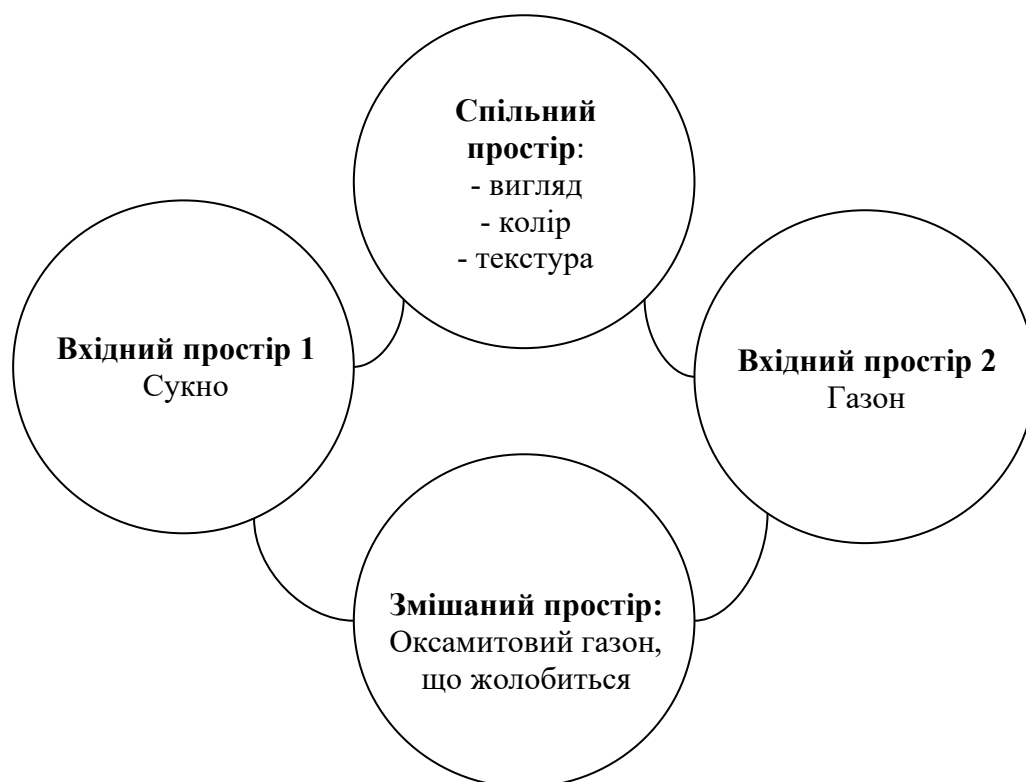 Спільний
простір:
- вигляд
- колір
- текстура
Вхідний простір 1
Сукно
Вхідний простір 2
Газон
Змішаний простір:
Оксамитовий газон,
що жолобиться